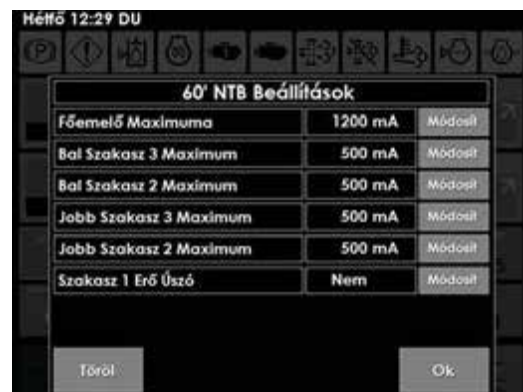 Hétfő 12:29 DU
60' NTB Beállítások
Főemelő Maximuma 1200 mA Módosít
Bal Szakasz 3 Maximum 500 mA Módosít
Bal Szakasz 2 Maximum 500 mA Módosít
Jobb Szakasz 3 Maximum 500 mA Módosít
Jobb Szakasz 2 Maximum 500 mA Módosít
Szakasz 1 Erő Úszó Nem Módosít
Töröl Ok